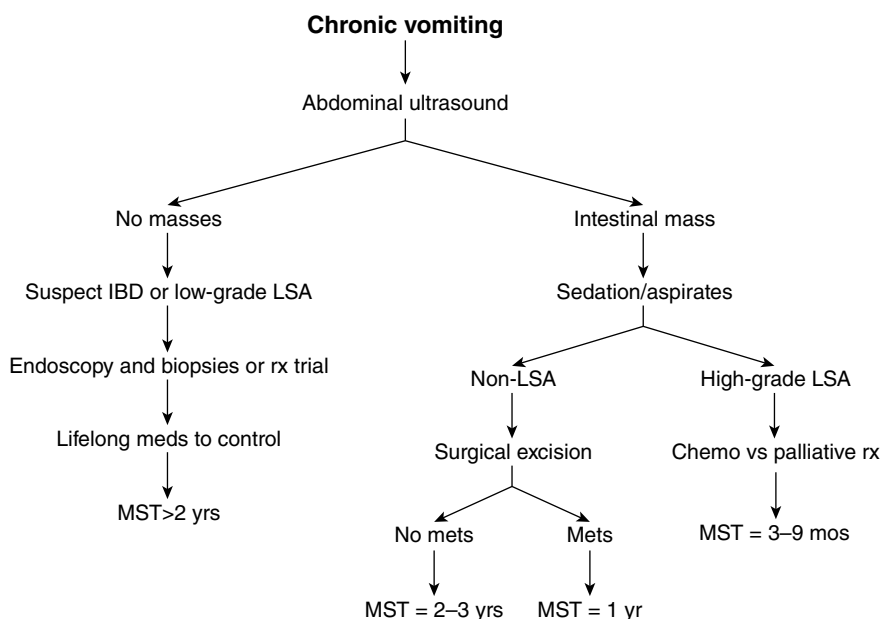 Chronic vomiting
Abdominal ultrasound
No masses
Intestinal mass
Suspect IBD or low-grade LSA
Sedation/aspirates
Endoscopy and biopsies or rx trial
Non-LSA
High-grade LSA
Lifelong meds to control
Surgical excision
Chemo vs palliative rx
MST>2 yrs
No mets
Mets
MST = 3–9 mos
MST = 2–3 yrs
MST = 1 yr